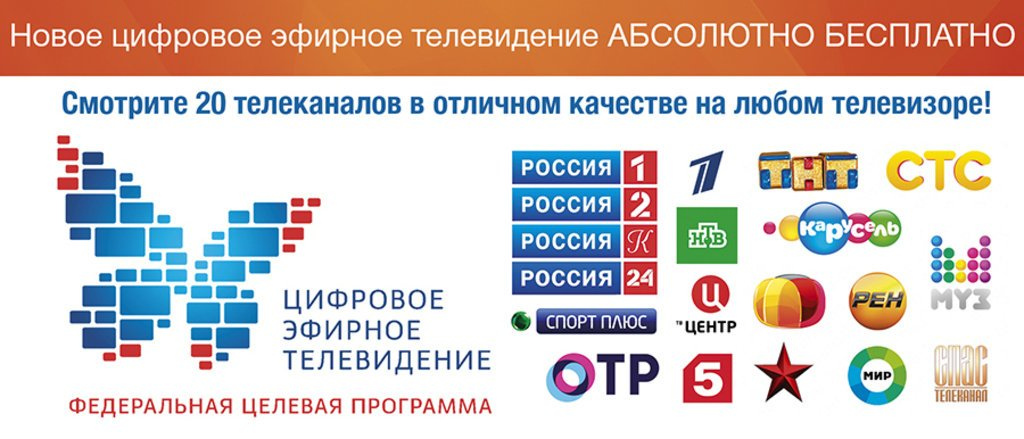 Новое цифровое эфирное телевидение АБСОЛЮТНО БЕСПЛАТНО
Смотрите 20 телеканалов в отличном качестве на любом телевизоре!
ЦИФРОВОЕ
ЭФИРНОЕ
ТЕЛЕВИДЕНИЕ
ФЕДЕРАЛЬНАЯ ЦЕЛЕВАЯ ПРОГРАММА
РОССИЯ 1
РОССИЯ 2
РОССИЯ К
РОССИЯ 24
СПОРТ ПЛЮС
ОТР
1
НТВ
Ц
ТВ ЦЕНТР
5
ТНТ
Карусель
СТС
РЕН
МИР
МУЗ
СПАС
ТЕЛЕКАНАЛ